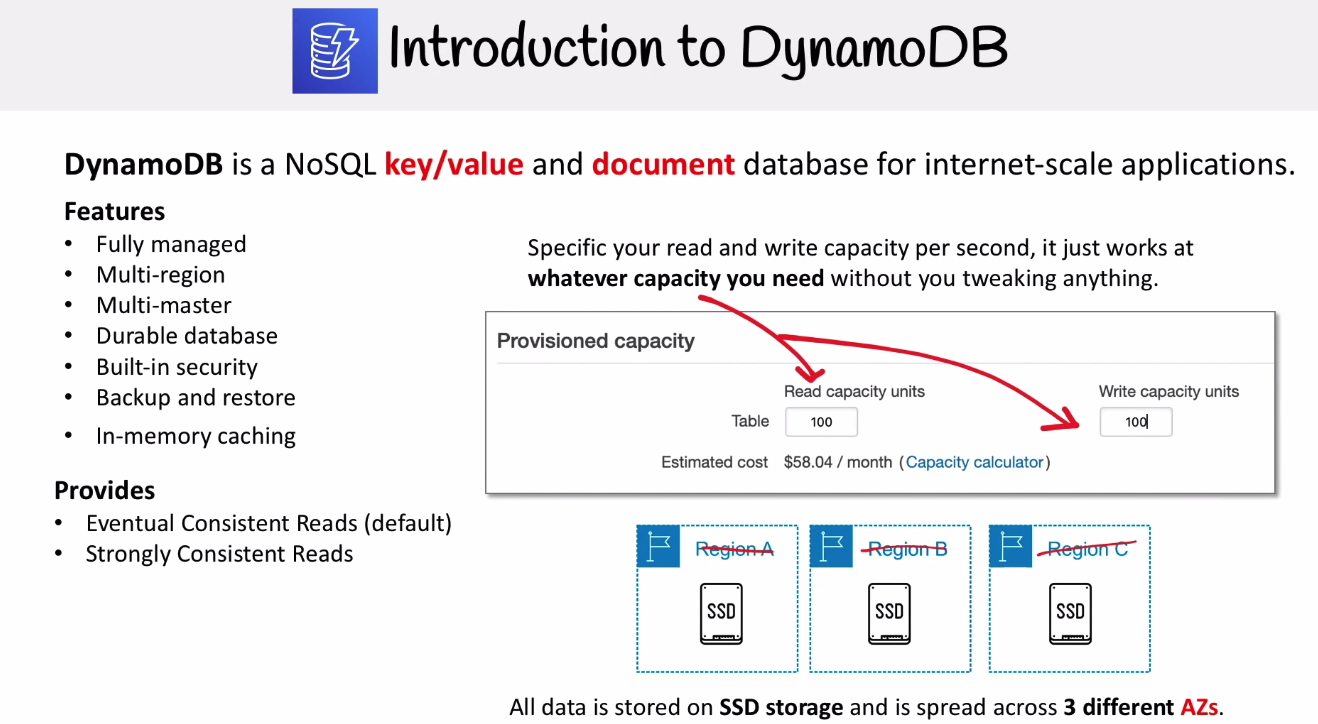 Introduction to DynamoDB
DynamoDB is a NoSQL key/value and document database for internet-scale applications.
Features
• Fully managed
• Multi-region
• Multi-master
• Durable database
• Built-in security
• Backup and restore
• In-memory caching
Provides
• Eventual Consistent Reads (default)
• Strongly Consistent Reads
Specific your read and write capacity per second, it just works at
whatever capacity you need without you tweaking anything.
Provisioned capacity
Read capacity units Write capacity units
Table 100 100
Estimated cost $58.04 / month (Capacity calculator)
Region A Region B Region C
SSD SSD SSD
All data is stored on SSD storage and is spread across 3 different AZs.